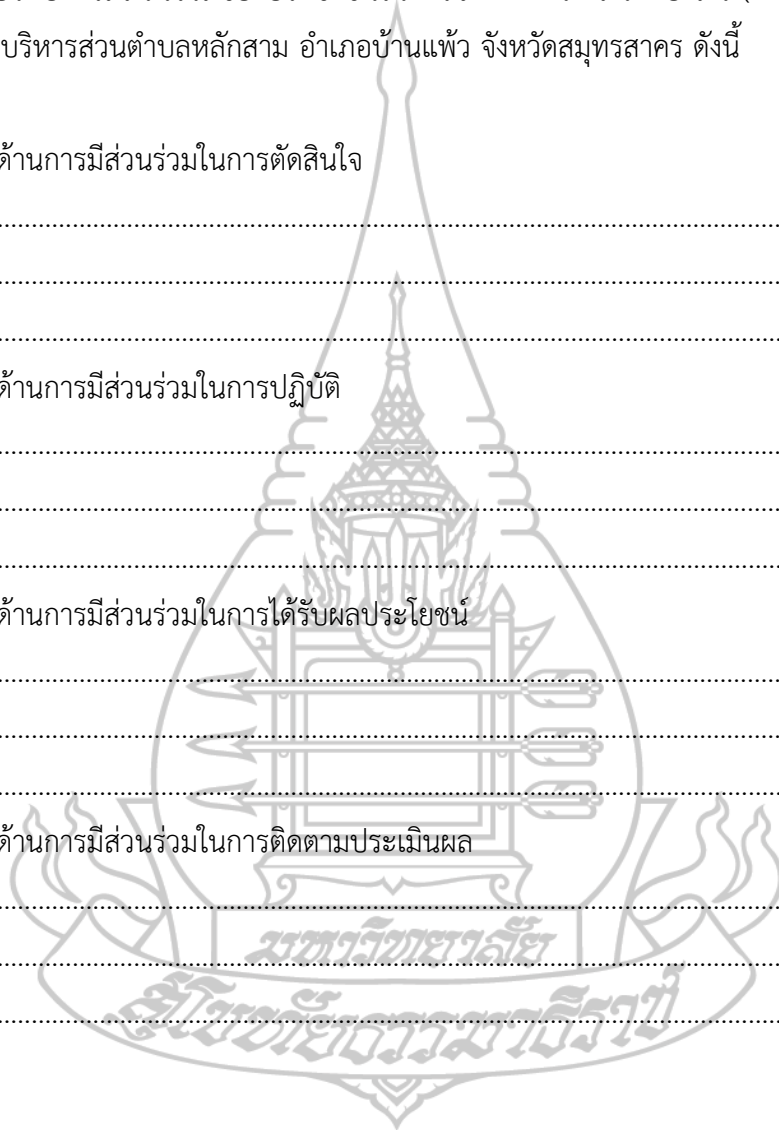 บริหารส่วนตำบลหลักสาม อำเภอบ้านแพ้ว จังหวัดสมุทรสาคร ดังนี้
ด้านการมีส่วนร่วมในการตัดสินใจ
................................................................................
................................................................................
................................................................................
ด้านการมีส่วนร่วมในการปฏิบัติ
................................................................................
................................................................................
................................................................................
ด้านการมีส่วนร่วมในการได้รับผลประโยชน์
................................................................................
................................................................................
................................................................................
ด้านการมีส่วนร่วมในการติดตามประเมินผล
................................................................................
................................................................................
................................................................................
มหาวิทยาลัย
สุโขทัยธรรมาธิราช